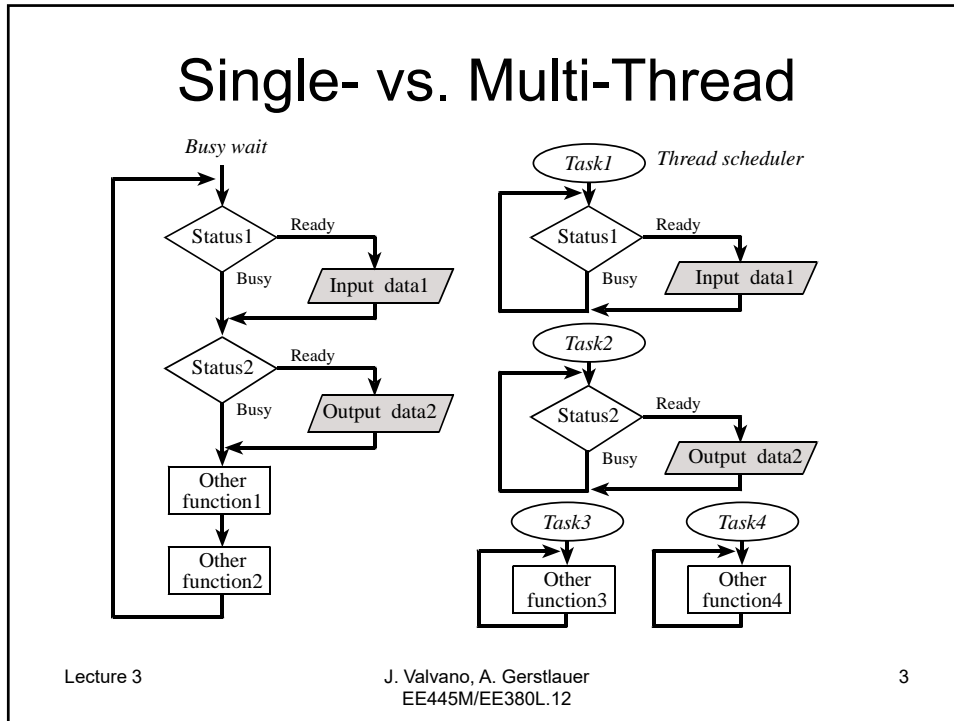 Single- vs. Multi-Thread
Busy wait
Status1
Ready
Busy
Input data1
Status2
Ready
Busy
Output data2
Other
function1
Other
function2
Task1
Thread scheduler
Status1
Ready
Busy
Input data1
Task2
Status2
Ready
Busy
Output data2
Task3
Other
function3
Task4
Other
function4
Lecture 3
J. Valvano, A. Gerstlauer
EE445M/EE380L.12
3